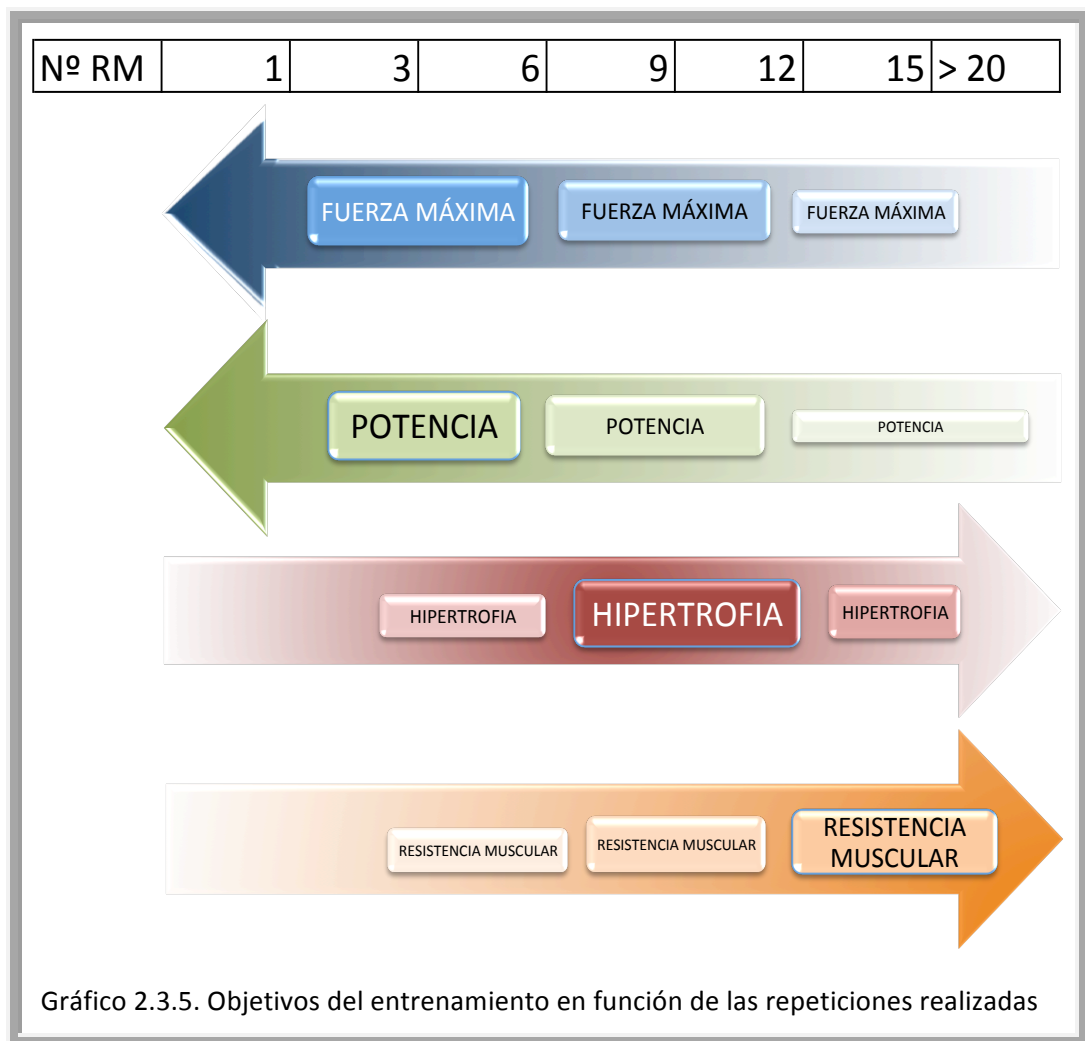 Nº RM 1 3 6 9 12 15 > 20
FUERZA MÁXIMA FUERZA MÁXIMA FUERZA MÁXIMA
POTENCIA POTENCIA POTENCIA
HIPERTROFIA HIPERTROFIA HIPERTROFIA
RESISTENCIA MUSCULAR RESISTENCIA MUSCULAR RESISTENCIA
MUSCULAR
Gráfico 2.3.5. Objetivos del entrenamiento en función de las repeticiones realizadas